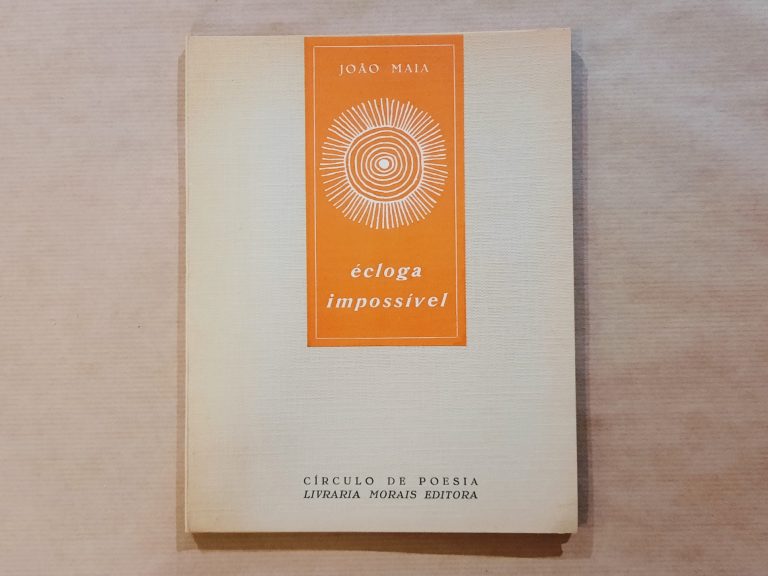 JOÃO MAIA
écloga
impossível
CÍRCULO DE POESIA
LIVRARIA MORAIS EDITORA